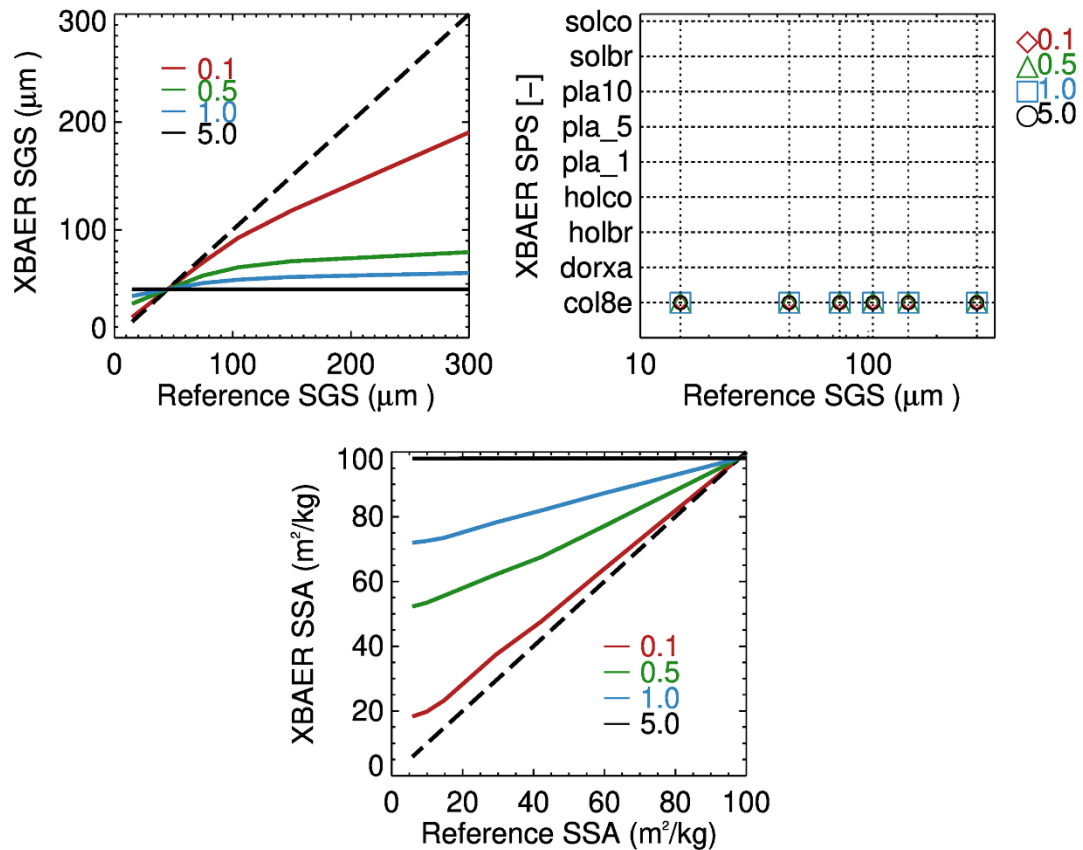 XBAER SGS (µm)
300
200
100
0
0.1
0.5
1.0
5.0
0
100
200
300
Reference SGS (µm )
XBAER SPS [-]
solco
solbr
pla10
pla_5
pla_1
holco
holbr
dorxa
col8e
10
100
Reference SGS (µm )
0.1
0.5
1.0
5.0
XBAER SSA (m²/kg)
100
80
60
40
20
0
0.1
0.5
1.0
5.0
0
20
40
60
80
100
Reference SSA (m²/kg)